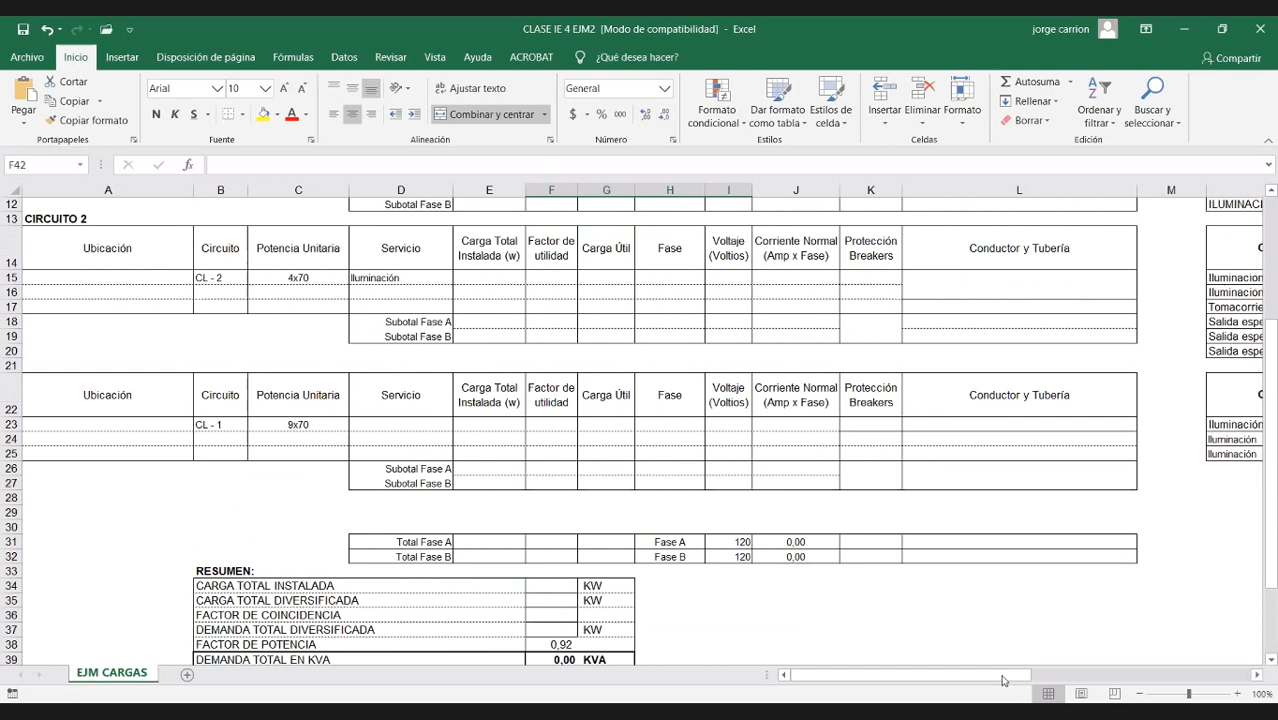 CLASE IE 4 EJM2 [Modo de compatibilidad] - Excel
jorge carrion
Archivo Inicio Insertar Disposición de página Fórmulas Datos Revisar Vista Ayuda ACROBAT ¿Qué desea hacer? Compartir
Pegar
Cortar
Copiar
Copiar formato
Portapapeles
Arial 10
N K S
Fuente
Ajustar texto
Combinar y centrar
Alineación
General
$ % 000
Número
Formato condicional
Dar formato como tabla
Estilos de celda
Estilos
Insertar Eliminar Formato
Celdas
Autosuma
Rellenar
Borrar
Ordenar y filtrar
Buscar y seleccionar
Edición
F42 fx
A B C D E F G H I J K L M
12 Subtotal Fase B ILUMINAC
13 CIRCUITO 2
14 Ubicación Circuito Potencia Unitaria Servicio Carga Total Instalada (w) Factor de utilidad Carga Útil Fase Voltaje (Voltios) Corriente Normal (Amp x Fase) Protección Breakers Conductor y Tubería
15 CL - 2 4x70 Iluminación Iluminacion
16 Iluminacion
17 Tomacorrie
18 Subtotal Fase A Salida espe
19 Subtotal Fase B Salida espe
20 Salida espe
21
22 Ubicación Circuito Potencia Unitaria Servicio Carga Total Instalada (w) Factor de utilidad Carga Útil Fase Voltaje (Voltios) Corriente Normal (Amp x Fase) Protección Breakers Conductor y Tubería
23 CL - 1 9x70 Iluminación
24 Iluminación
25 Iluminación
26 Subtotal Fase A
27 Subtotal Fase B
28
29
30
31 Total Fase A Fase A 120 0,00
32 Total Fase B Fase B 120 0,00
33 RESUMEN:
34 CARGA TOTAL INSTALADA KW
35 CARGA TOTAL DIVERSIFICADA KW
36 FACTOR DE COINCIDENCIA
37 DEMANDA TOTAL DIVERSIFICADA KW
38 FACTOR DE POTENCIA 0,92
39 DEMANDA TOTAL EN KVA 0,00 KVA
EJM CARGAS
100%